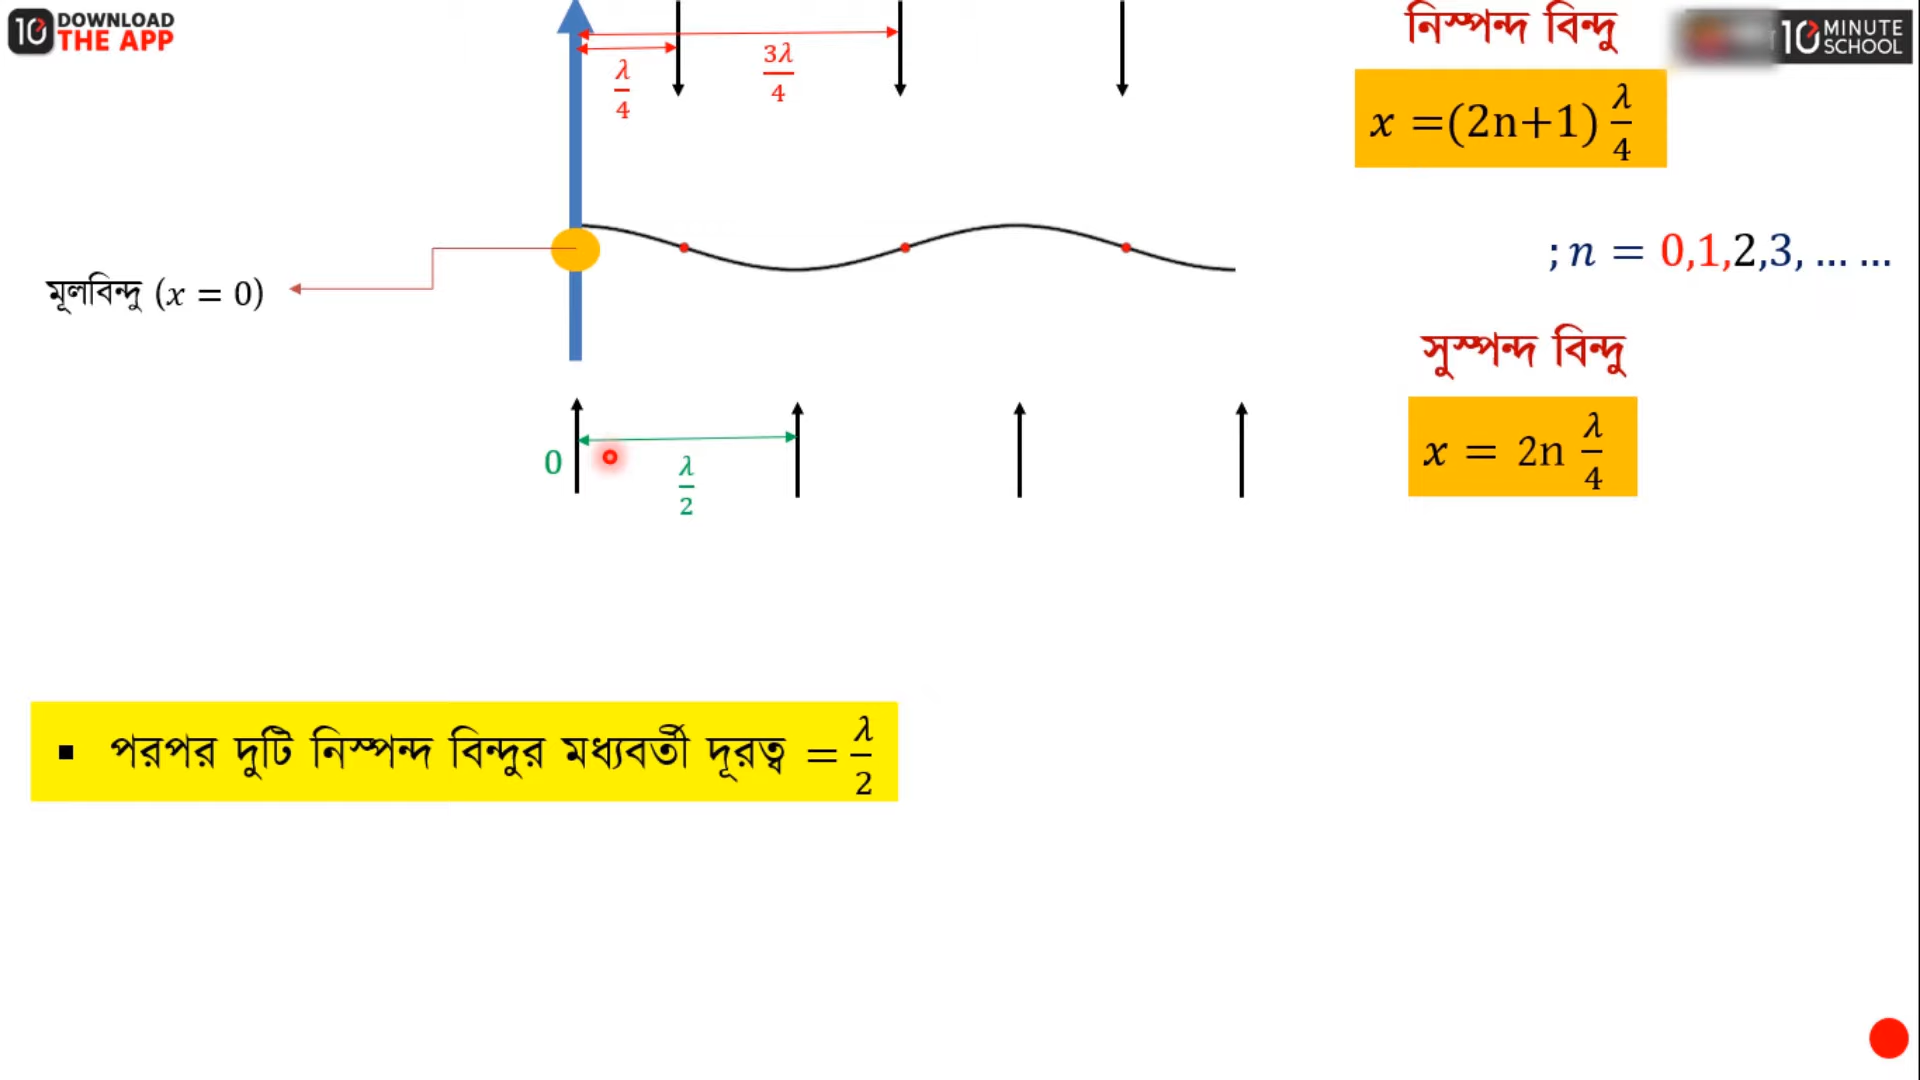 DOWNLOAD
THE APP
10 MINUTE
SCHOOL
নিস্পন্দ বিন্দু
λ/4
3λ/4
x =(2n+1) λ/4
; n = 0,1,2,3, … …
মূলবিন্দু (x = 0)
সুস্পন্দ বিন্দু
0
λ/2
x = 2n λ/4
▪ পরপর দুটি নিস্পন্দ বিন্দুর মধ্যবর্তী দূরত্ব = λ/2